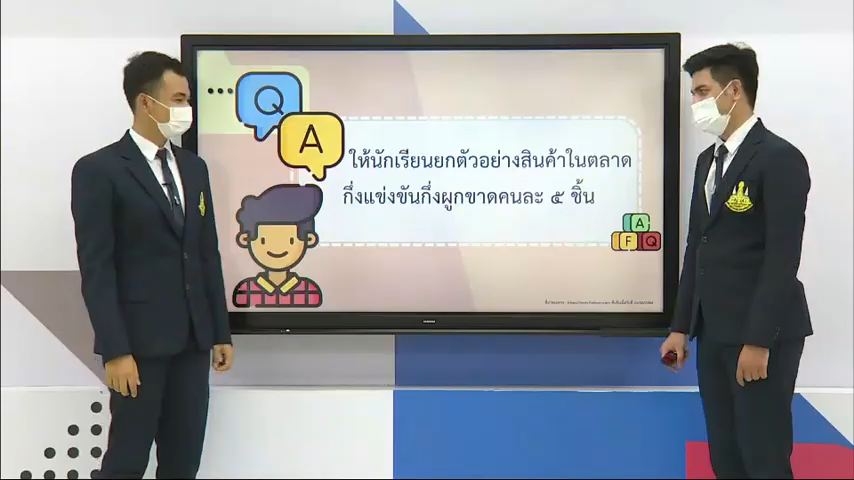 Q
A
ให้นักเรียนยกตัวอย่างสินค้าในตลาด
กึ่งแข่งขันกึ่งผูกขาดคนละ ๕ ชิ้น
A
F Q
SAMSUNG